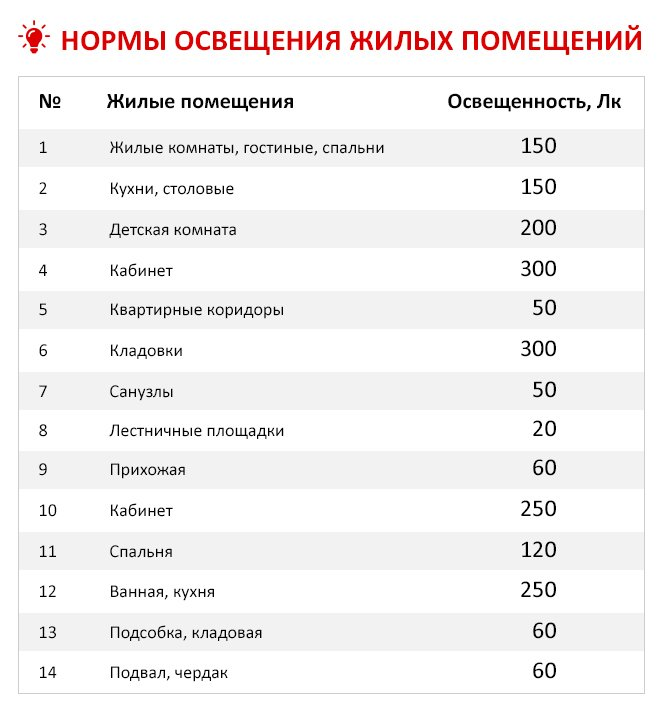 НОРМЫ ОСВЕЩЕНИЯ ЖИЛЫХ ПОМЕЩЕНИЙ
№ Жилые помещения Освещенность, Лк
1 Жилые комнаты, гостиные, спальни 150
2 Кухни, столовые 150
3 Детская комната 200
4 Кабинет 300
5 Квартирные коридоры 50
6 Кладовки 300
7 Санузлы 50
8 Лестничные площадки 20
9 Прихожая 60
10 Кабинет 250
11 Спальня 120
12 Ванная, кухня 250
13 Подсобка, кладовая 60
14 Подвал, чердак 60